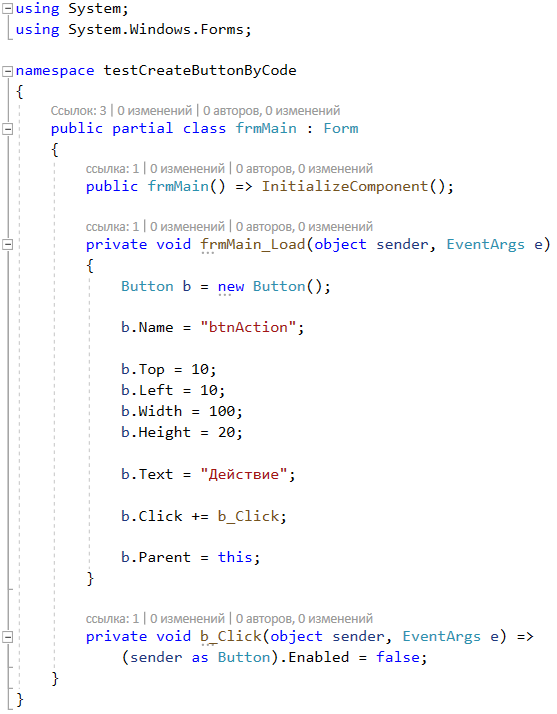 using System;
using System.Windows.Forms;
namespace testCreateButtonByCode
{
Ссылок: 3 | 0 изменений | 0 авторов, 0 изменений
public partial class frmMain : Form
{
ссылка: 1 | 0 изменений | 0 авторов, 0 изменений
public frmMain() => InitializeComponent();
ссылка: 1 | 0 изменений | 0 авторов, 0 изменений
private void frmMain_Load(object sender, EventArgs e)
{
Button b = new Button();
b.Name = "btnAction";
b.Top = 10;
b.Left = 10;
b.Width = 100;
b.Height = 20;
b.Text = "Действие";
b.Click += b_Click;
b.Parent = this;
}
ссылка: 1 | 0 изменений | 0 авторов, 0 изменений
private void b_Click(object sender, EventArgs e) =>
(sender as Button).Enabled = false;
}
}